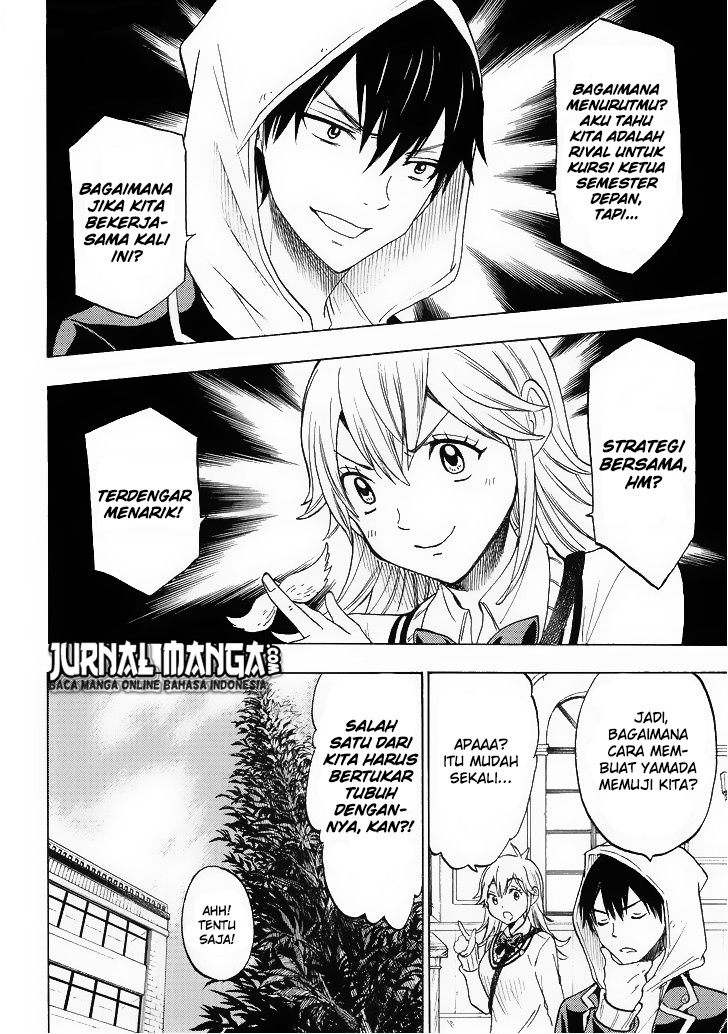 BAGAIMANA
MENURUTMU?
AKU TAHU
KITA ADALAH
RIVAL UNTUK
KURSI KETUA
SEMESTER
DEPAN,
TAPI...
BAGAIMANA
JIKA KITA
BEKERJA-
SAMA KALI
INI?
STRATEGI
BERSAMA,
HM?
TERDENGAR
MENARIK!
JURNAL MANGA
.COM
BACA MANGA ONLINE BAHASA INDONESIA
JADI,
BAGAIMANA
CARA MEM-
BUAT YAMADA
MEMUJI KITA?
APAAA?
ITU MUDAH
SEKALI...
SALAH
SATU DARI
KITA HARUS
BERTUKAR
TUBUH
DENGAN-
NYA, KAN?!
AHH!
TENTU
SAJA!